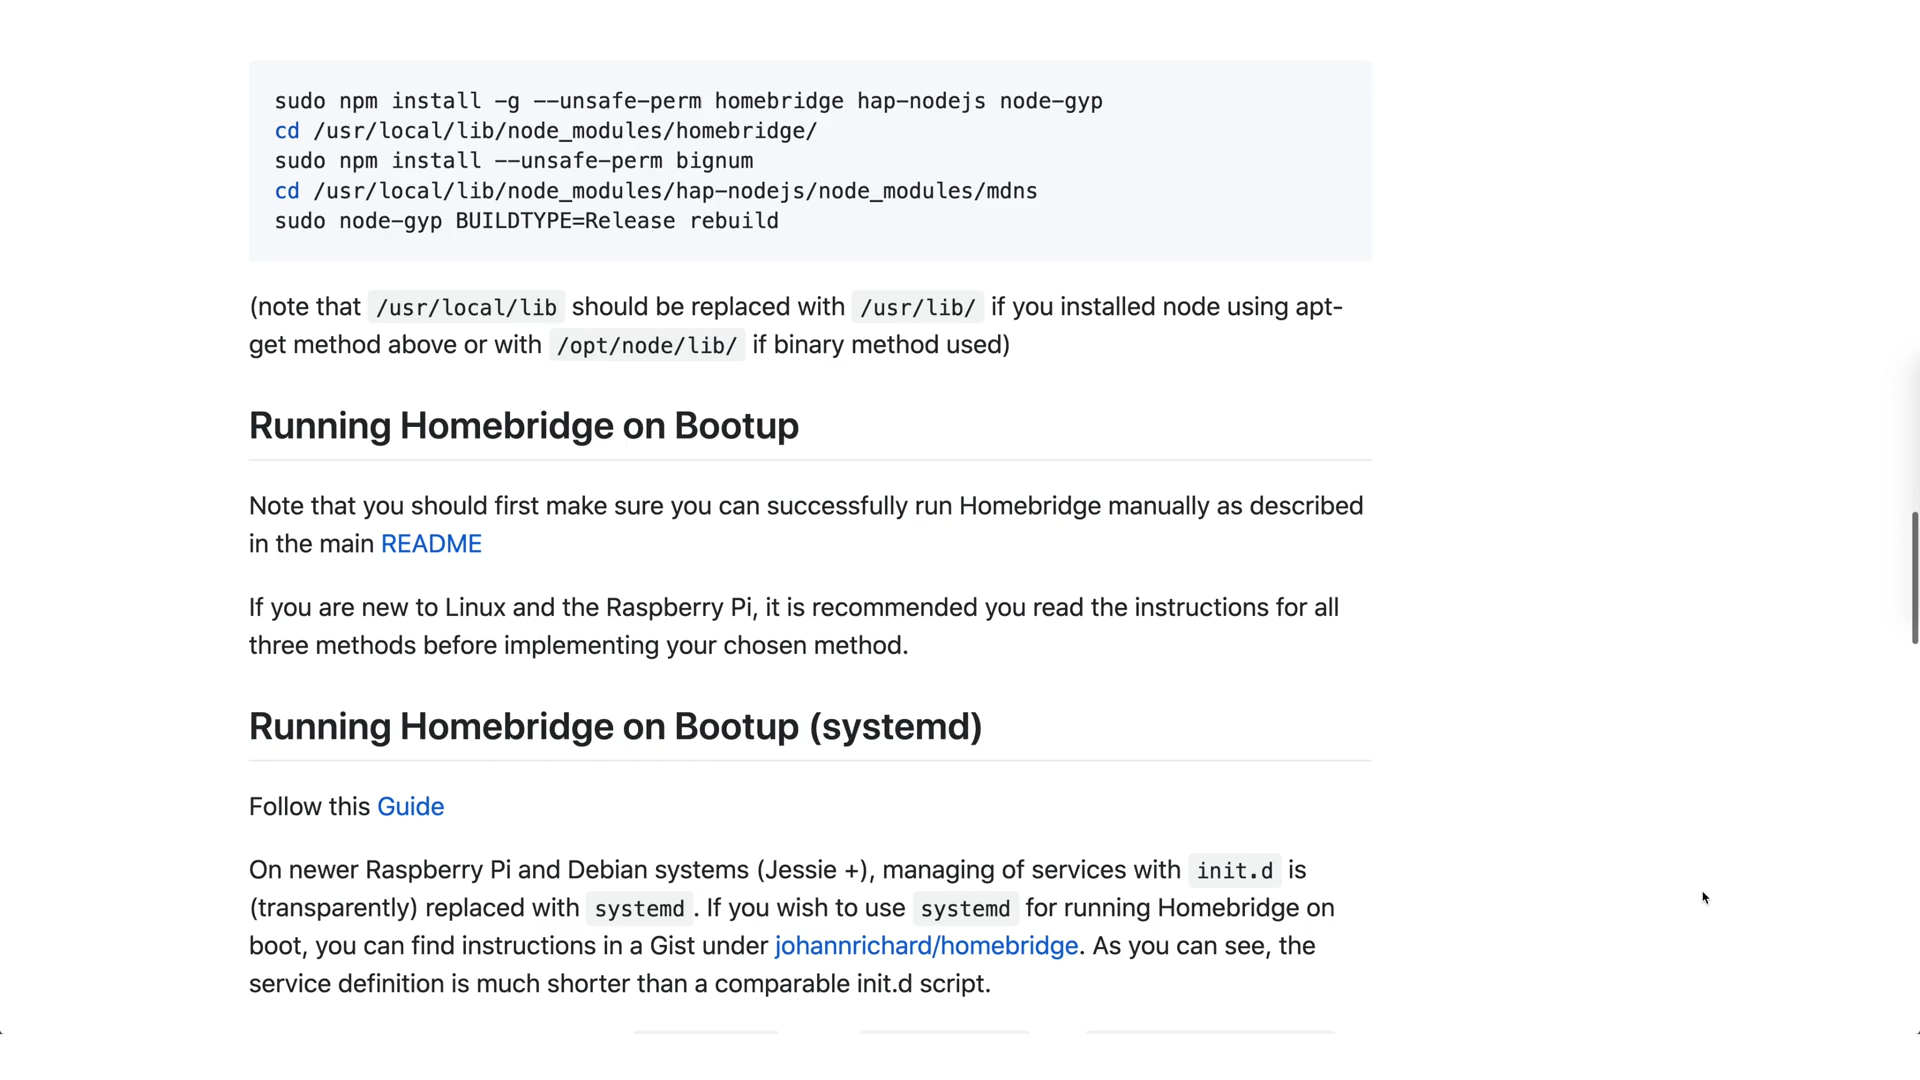 sudo npm install -g --unsafe-perm homebridge hap-nodejs node-gyp
cd /usr/local/lib/node_modules/homebridge/
sudo npm install --unsafe-perm bignum
cd /usr/local/lib/node_modules/hap-nodejs/node_modules/mdns
sudo node-gyp BUILDTYPE=Release rebuild
(note that /usr/local/lib should be replaced with /usr/lib/ if you installed node using apt-
get method above or with /opt/node/lib/ if binary method used)
Running Homebridge on Bootup
Note that you should first make sure you can successfully run Homebridge manually as described
in the main README
If you are new to Linux and the Raspberry Pi, it is recommended you read the instructions for all
three methods before implementing your chosen method.
Running Homebridge on Bootup (systemd)
Follow this Guide
On newer Raspberry Pi and Debian systems (Jessie +), managing of services with init.d is
(transparently) replaced with systemd . If you wish to use systemd for running Homebridge on
boot, you can find instructions in a Gist under johannrichard/homebridge. As you can see, the
service definition is much shorter than a comparable init.d script.